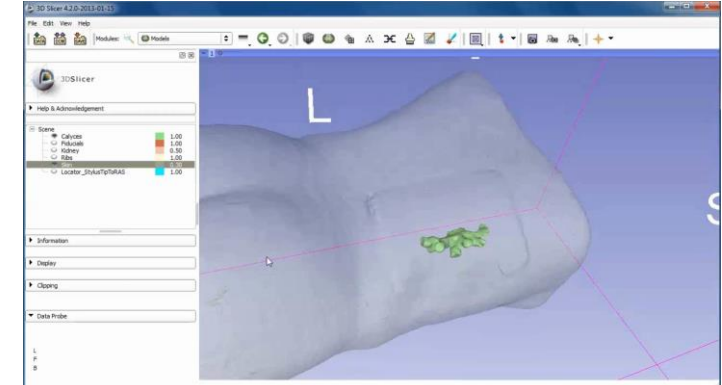 3D Slicer 4.2.0-2013-01-15
File Edit View Help
Modules: Models
3DSlicer
Help & Acknowledgement
Scene
Calyces 1.00
Fiducials 1.00
Kidney 0.50
Ribs 1.00
Skin 0.30
Locator_StylusTipToRAS 1.00
Information
Display
Clipping
Data Probe
L
F
B
1
L
S